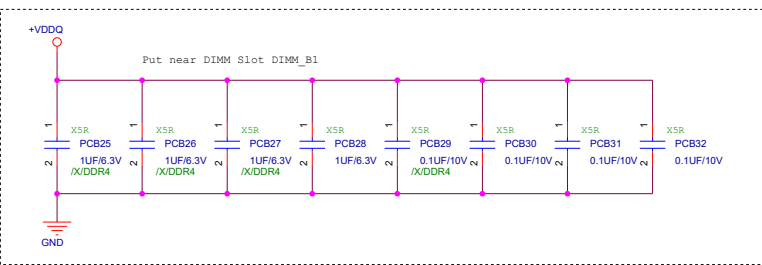 +VDDQ
Put near DIMM Slot DIMM_B1
1 X5R 1 X5R 1 X5R 1 X5R 1 X5R 1 X5R 1 X5R 1 X5R
PCB25 PCB26 PCB27 PCB28 PCB29 PCB30 PCB31 PCB32
2 1UF/6.3V 2 1UF/6.3V 2 1UF/6.3V 2 1UF/6.3V 2 0.1UF/10V 2 0.1UF/10V 2 0.1UF/10V 2 0.1UF/10V
/X/DDR4 /X/DDR4 /X/DDR4 /X/DDR4
GND